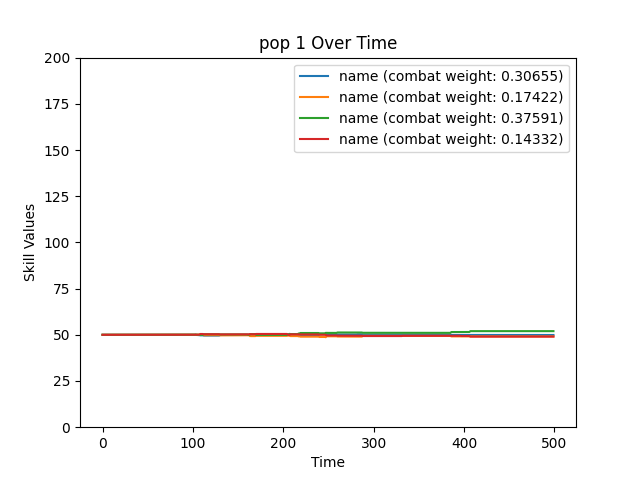 pop 1 Over Time
name (combat weight: 0.30655)
name (combat weight: 0.17422)
name (combat weight: 0.37591)
name (combat weight: 0.14332)
200
175
150
125
100
75
50
25
0
Skill Values
0 100 200 300 400 500
Time